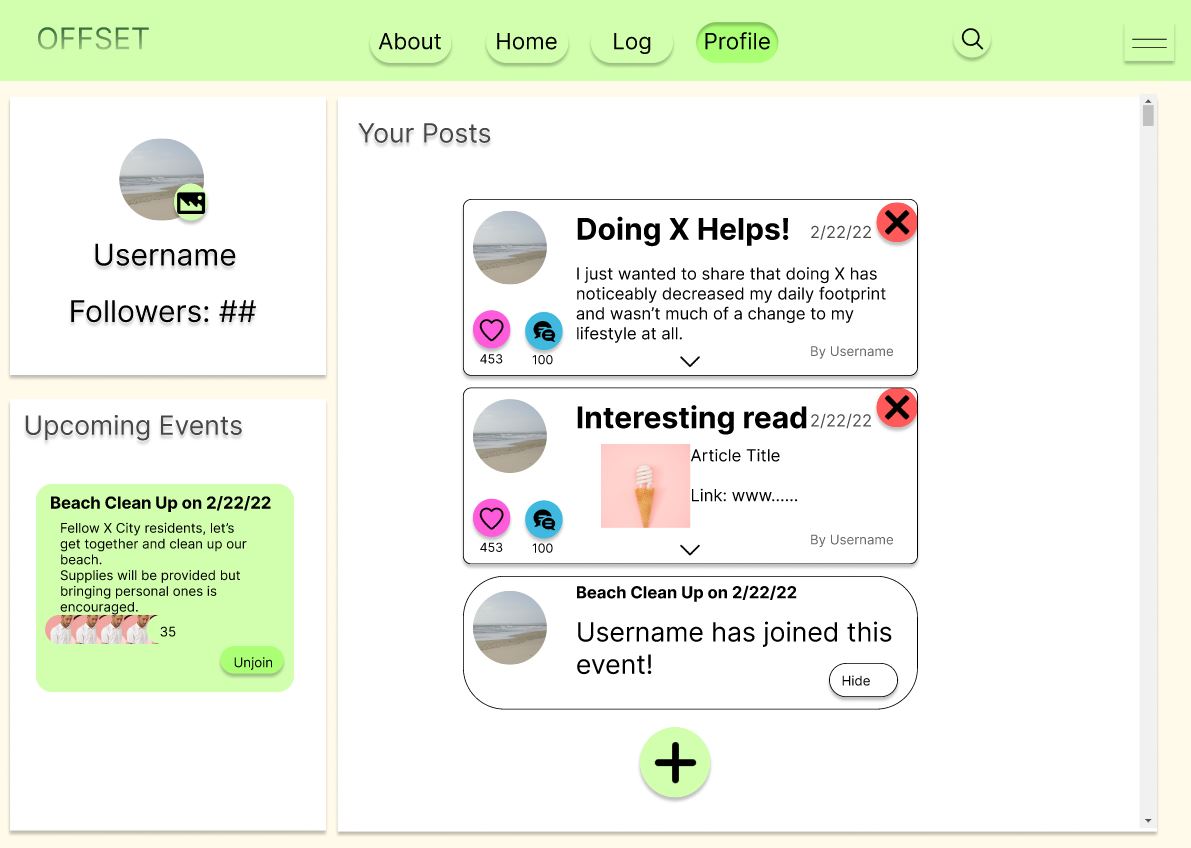 OFFSET
About
Home
Log
Profile
Username
Followers: ##
Upcoming Events
Beach Clean Up on 2/22/22
Fellow X City residents, let’s
get together and clean up our
beach.
Supplies will be provided but
bringing personal ones is
encouraged.
35
Unjoin
Your Posts
Doing X Helps!
2/22/22
I just wanted to share that doing X has
noticeably decreased my daily footprint
and wasn’t much of a change to my
lifestyle at all.
453
100
By Username
Interesting read
2/22/22
Article Title
Link: www......
453
100
By Username
Beach Clean Up on 2/22/22
Username has joined this
event!
Hide